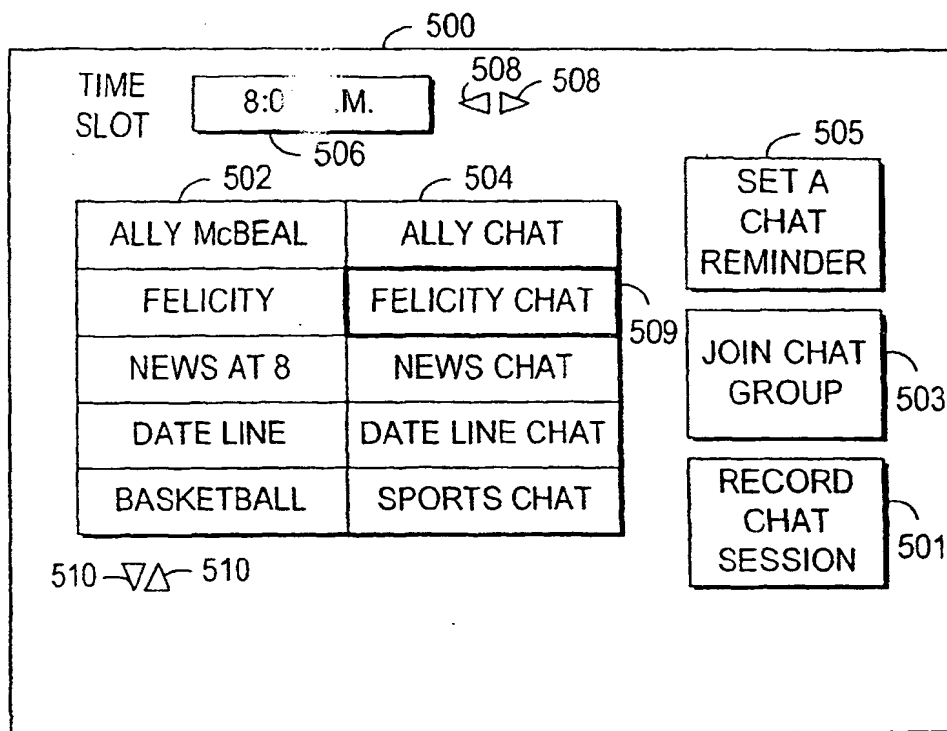 500
TIME SLOT
8:0 .M.
508
508
506
502
504
505
ALLY McBEAL
ALLY CHAT
FELICITY
FELICITY CHAT
509
NEWS AT 8
NEWS CHAT
DATE LINE
DATE LINE CHAT
BASKETBALL
SPORTS CHAT
SET A
CHAT
REMINDER
JOIN CHAT
GROUP
503
RECORD
CHAT
SESSION
501
510
510